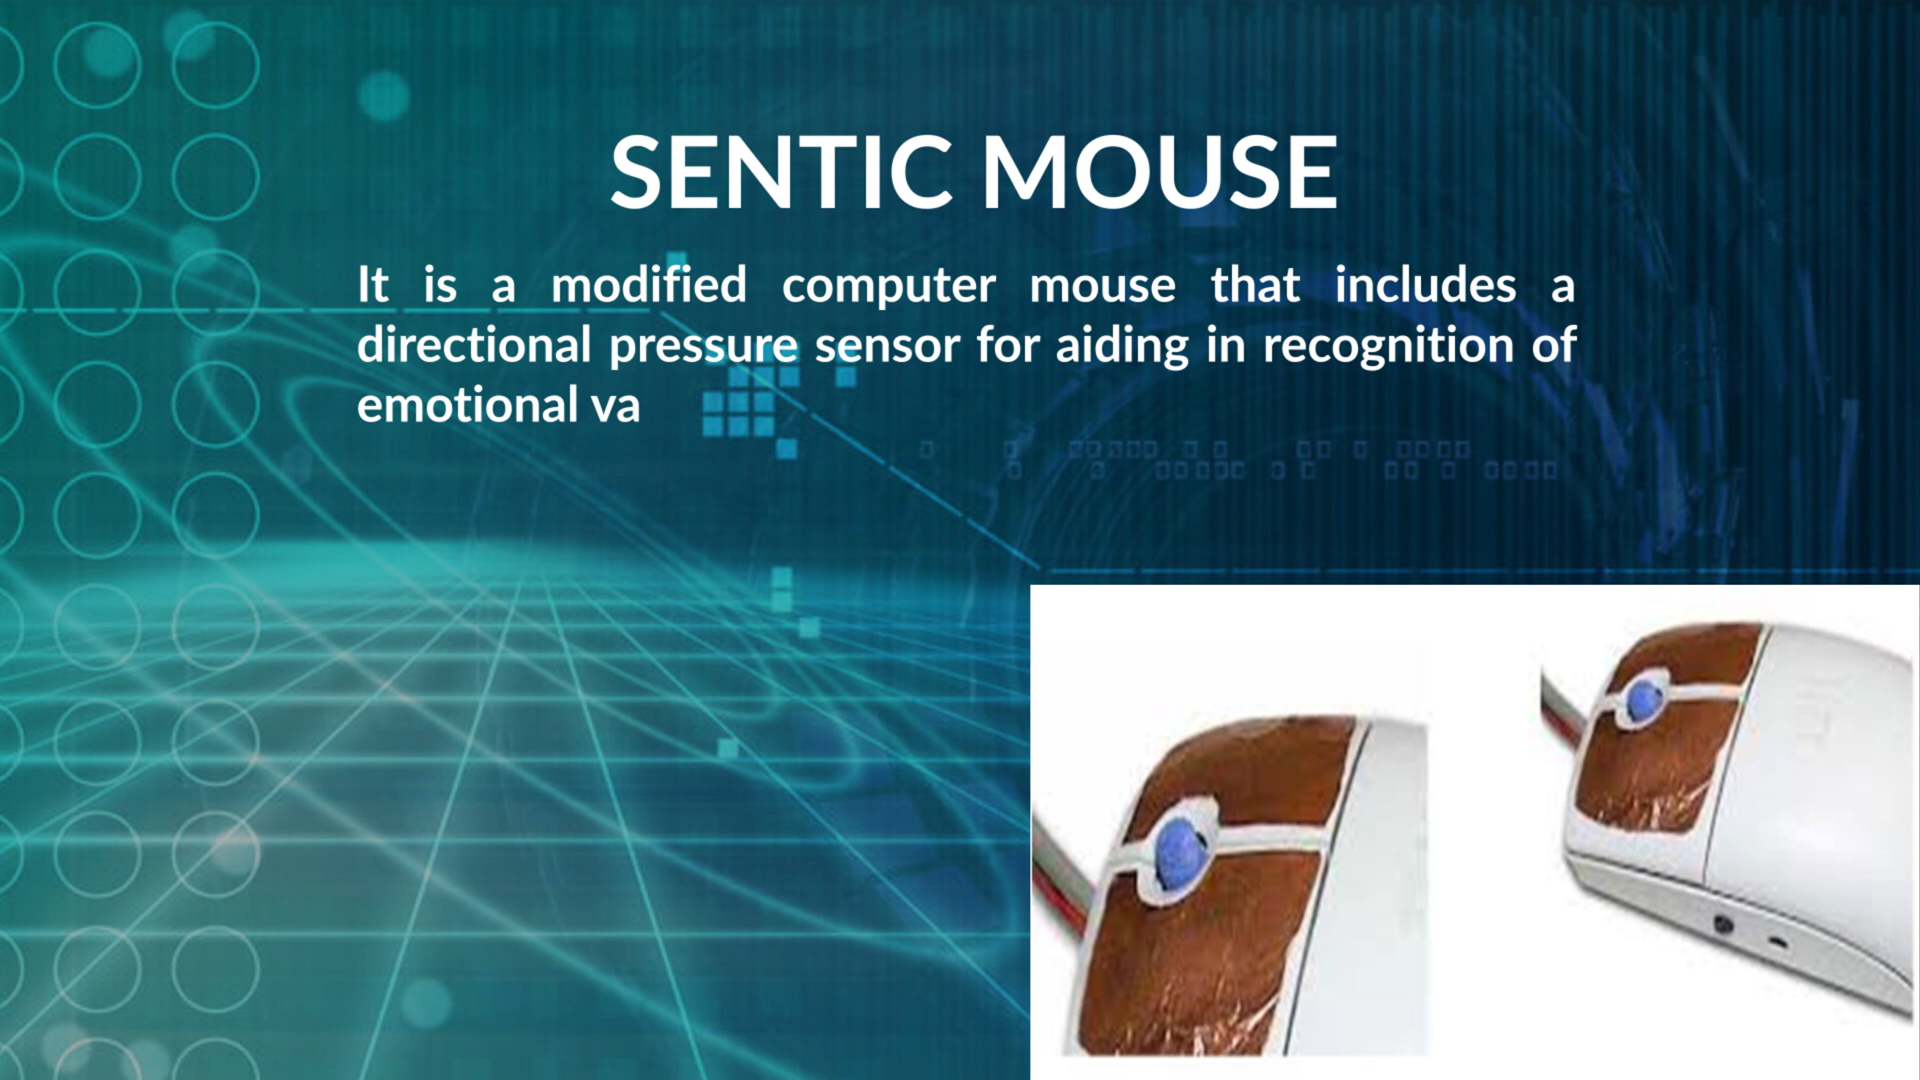 SENTIC MOUSE
It is a modified computer mouse that includes a
directional pressure sensor for aiding in recognition of
emotional va